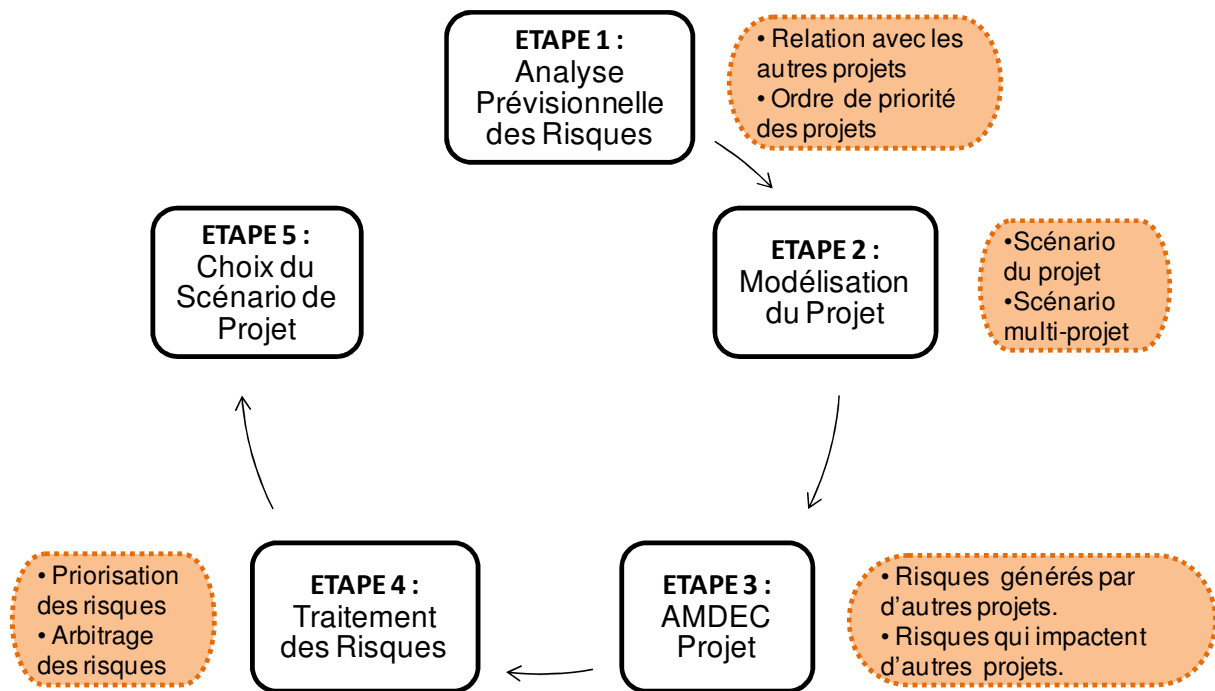 ETAPE 1 :
Analyse
Prévisionnelle
des Risques
• Relation avec les
autres projets
• Ordre de priorité
des projets
ETAPE 2 :
Modélisation
du Projet
•Scénario
du projet
•Scénario
multi-projet
ETAPE 3 :
AMDEC
Projet
• Risques générés par
d'autres projets.
• Risques qui impactent
d'autres projets.
ETAPE 4 :
Traitement
des Risques
• Priorisation
des risques
• Arbitrage
des risques
ETAPE 5 :
Choix du
Scénario de
Projet